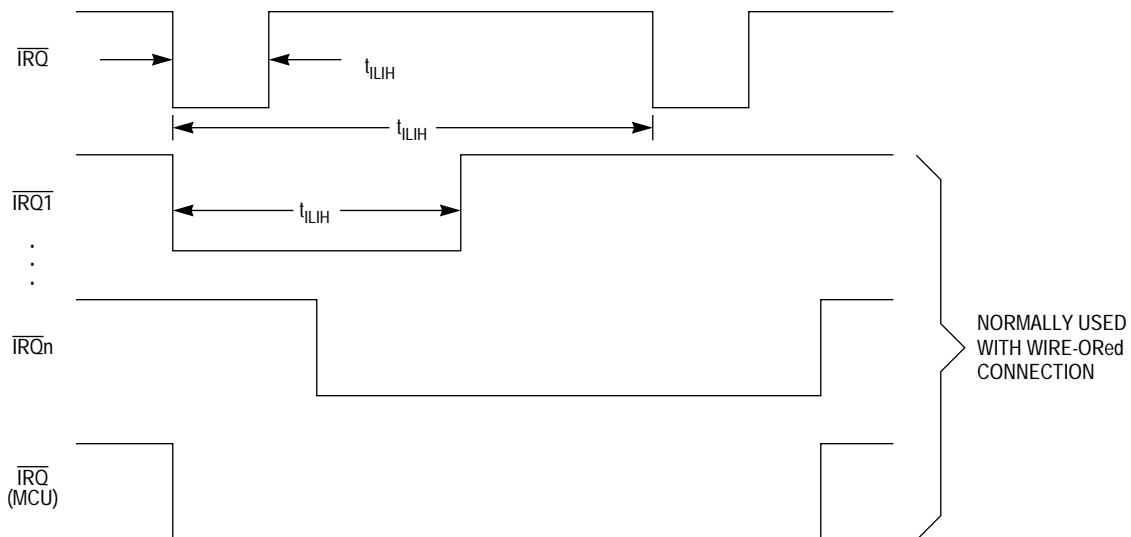 IRQ
tILIH
tILIH
IRQ1
tILIH
.
.
.
IRQn
NORMALLY USED
WITH WIRE-ORed
CONNECTION
IRQ
(MCU)